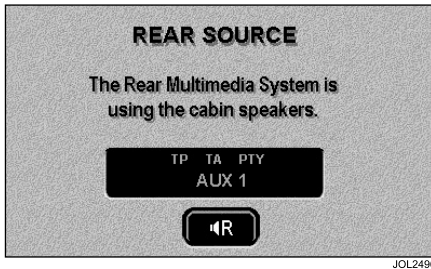 REAR SOURCE
The Rear Multimedia System is
using the cabin speakers.
TP TA PTY
AUX 1
R
JOL2490